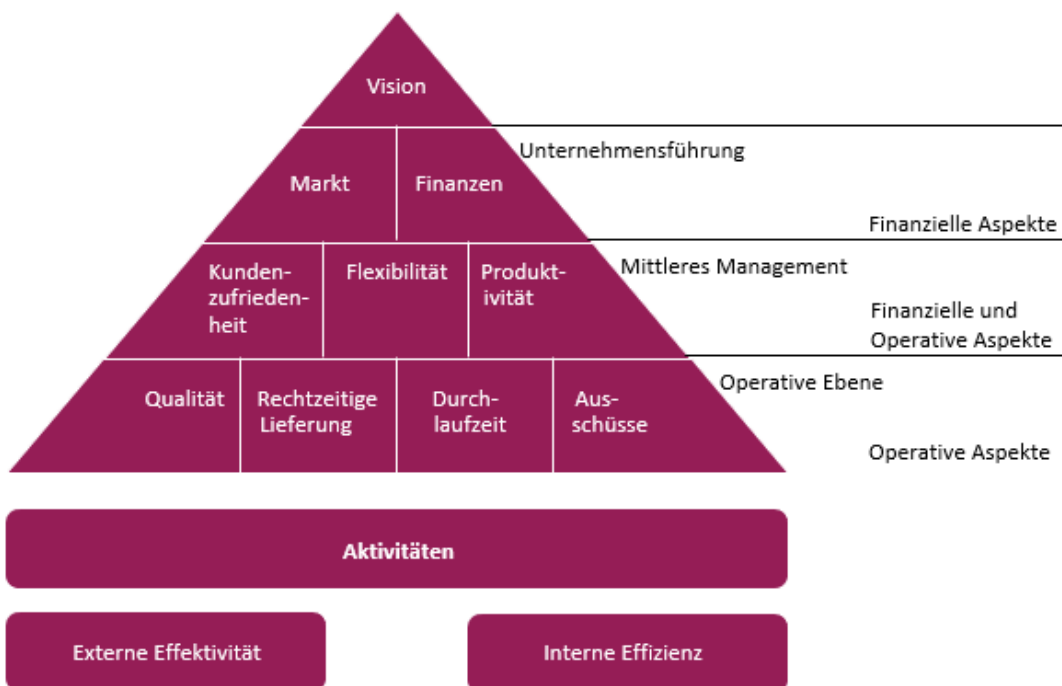 Vision
Unternehmensführung
Markt
Finanzen
Finanzielle Aspekte
Kunden-
zufrieden-
heit
Flexibilität
Produkt-
ivität
Mittleres Management
Finanzielle und
Operative Aspekte
Qualität
Rechtzeitige
Lieferung
Durch-
laufzeit
Aus-
schüsse
Operative Ebene
Operative Aspekte
Aktivitäten
Externe Effektivität
Interne Effizienz